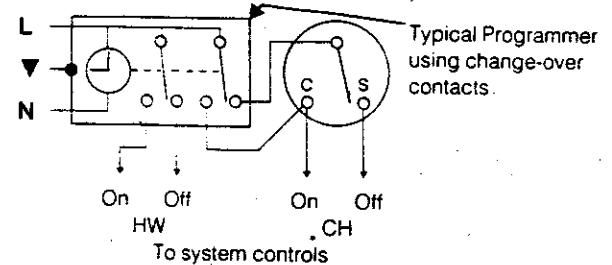 L
N
Typical Programmer
using change-over
contacts.
C S
On Off On Off
HW . CH
To system controls